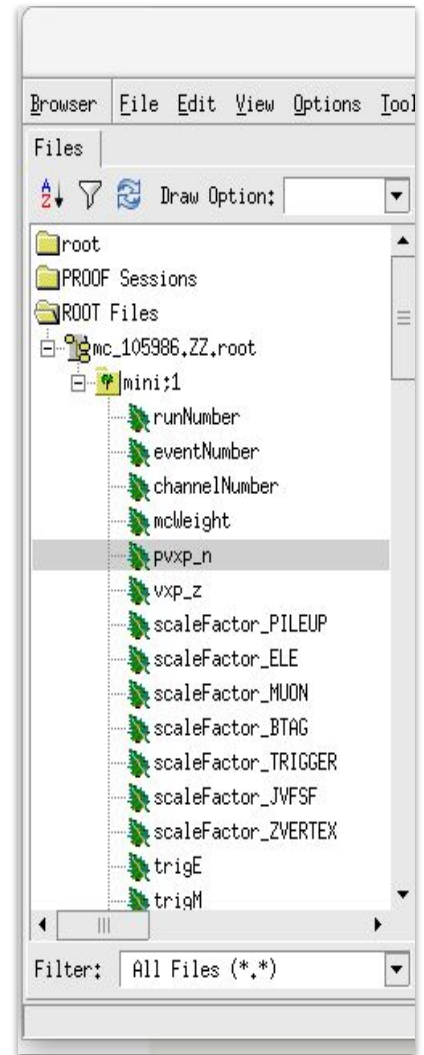 Browser File Edit View Options Tool
Files
Draw Option:
root
PROOF Sessions
ROOT Files
mc_105986.ZZ.root
mini;1
runNumber
eventNumber
channelNumber
mcWeight
pvxp_n
vxp_z
scaleFactor_PILEUP
scaleFactor_ELE
scaleFactor_MUON
scaleFactor_BTAG
scaleFactor_TRIGGER
scaleFactor_JVFSF
scaleFactor_ZVERTEX
trigE
trigM
Filter: All Files (*.*)